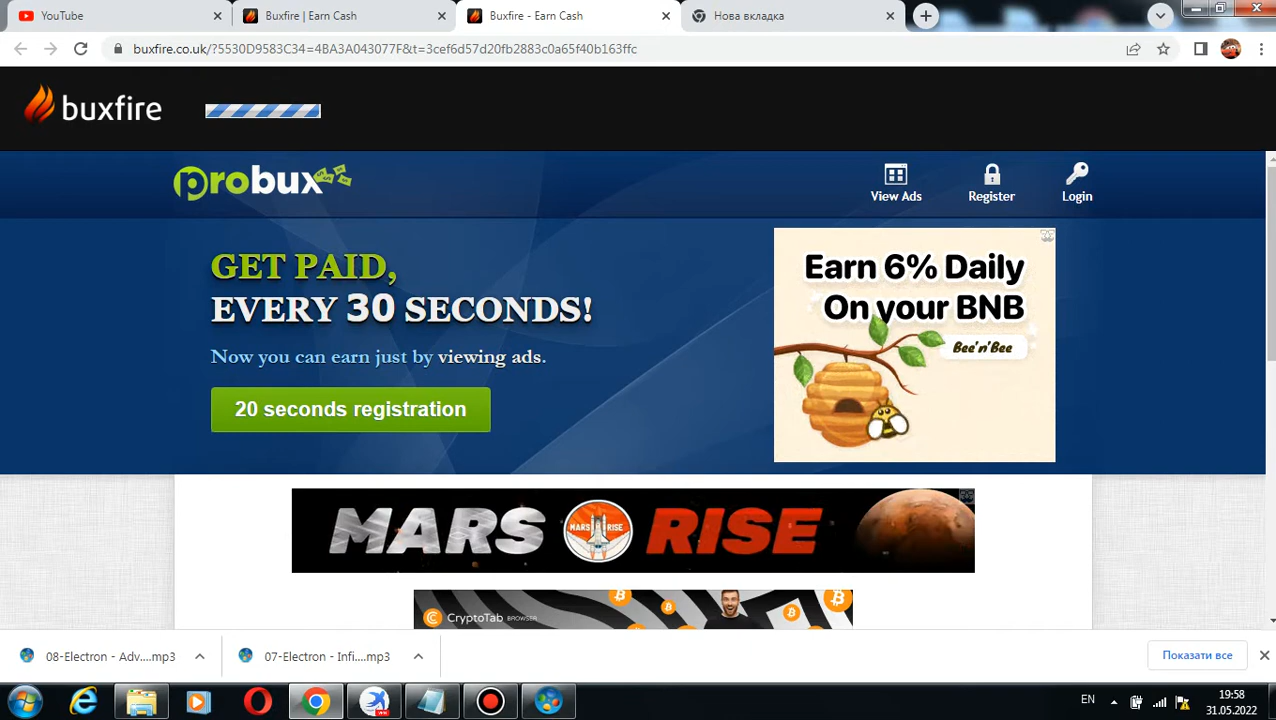 YouTube
Buxfire | Earn Cash
Buxfire - Earn Cash
Нова вкладка
buxfire.co.uk/?5530D9583C34=4BA3A043077F&t=3cef6d57d20fb2a83c0a65f40b163ffc
buxfire
probux
View Ads
Register
Login
GET PAID,
EVERY 30 SECONDS!
Now you can earn just by viewing ads.
20 seconds registration
Earn 6% Daily
On your BNB
Bee'n'Bee
MARS MARS RISE RISE
CryptoTab BROWSER
08-Electron - Adv....mp3
07-Electron - Infi....mp3
Показати все
EN
19:58
31.05.2022